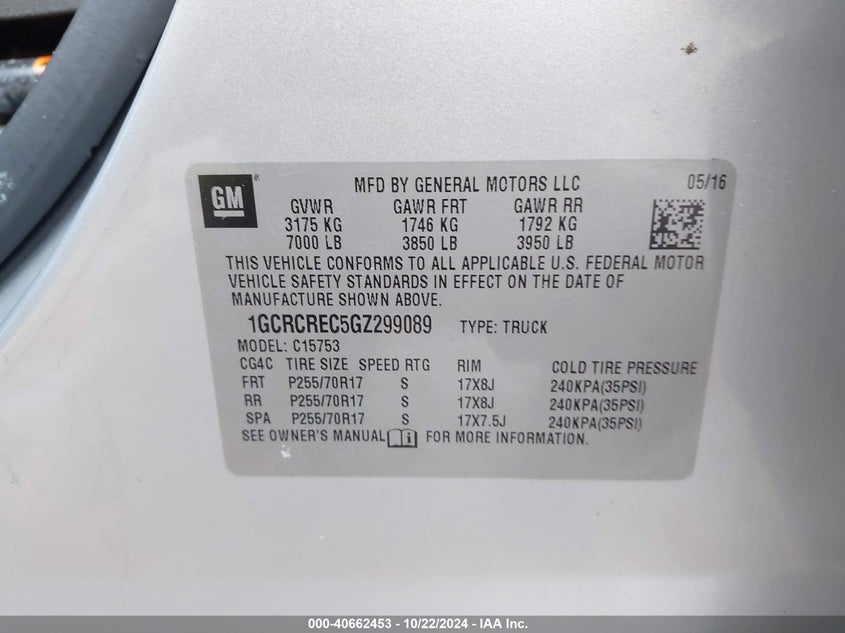 GM ®
MFD BY GENERAL MOTORS LLC 05/16
GVWR GAWR FRT GAWR RR
3175 KG 1746 KG 1792 KG
7000 LB 3850 LB 3950 LB
THIS VEHICLE CONFORMS TO ALL APPLICABLE U.S. FEDERAL MOTOR
VEHICLE SAFETY STANDARDS IN EFFECT ON THE DATE OF
MANUFACTURE SHOWN ABOVE.
1GCRCREC5GZ299089 TYPE: TRUCK
MODEL: C15753
CG4C TIRE SIZE SPEED RTG RIM COLD TIRE PRESSURE
FRT P255/70R17 S 17X8J 240KPA(35PSI)
RR P255/70R17 S 17X8J 240KPA(35PSI)
SPA P255/70R17 S 17X7.5J 240KPA(35PSI)
SEE OWNER'S MANUAL i FOR MORE INFORMATION.
000-40662453 - 10/22/2024 - IAA Inc.